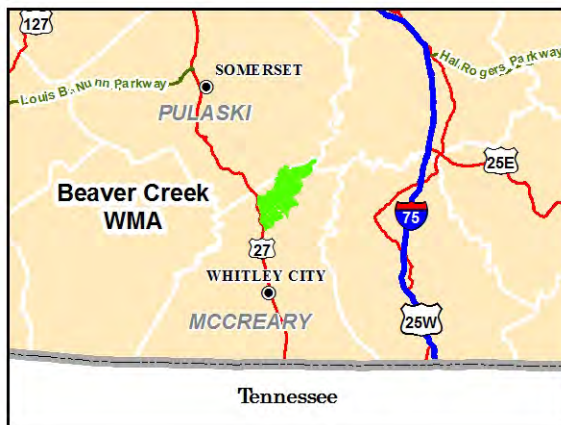 127
Hal Rogers Parkway
SOMERSET
Louis B. Nunn Parkway
PULASKI
25E
Beaver Creek
WMA
75
27
WHITLEY CITY
MCCREARY
25W
Tennessee